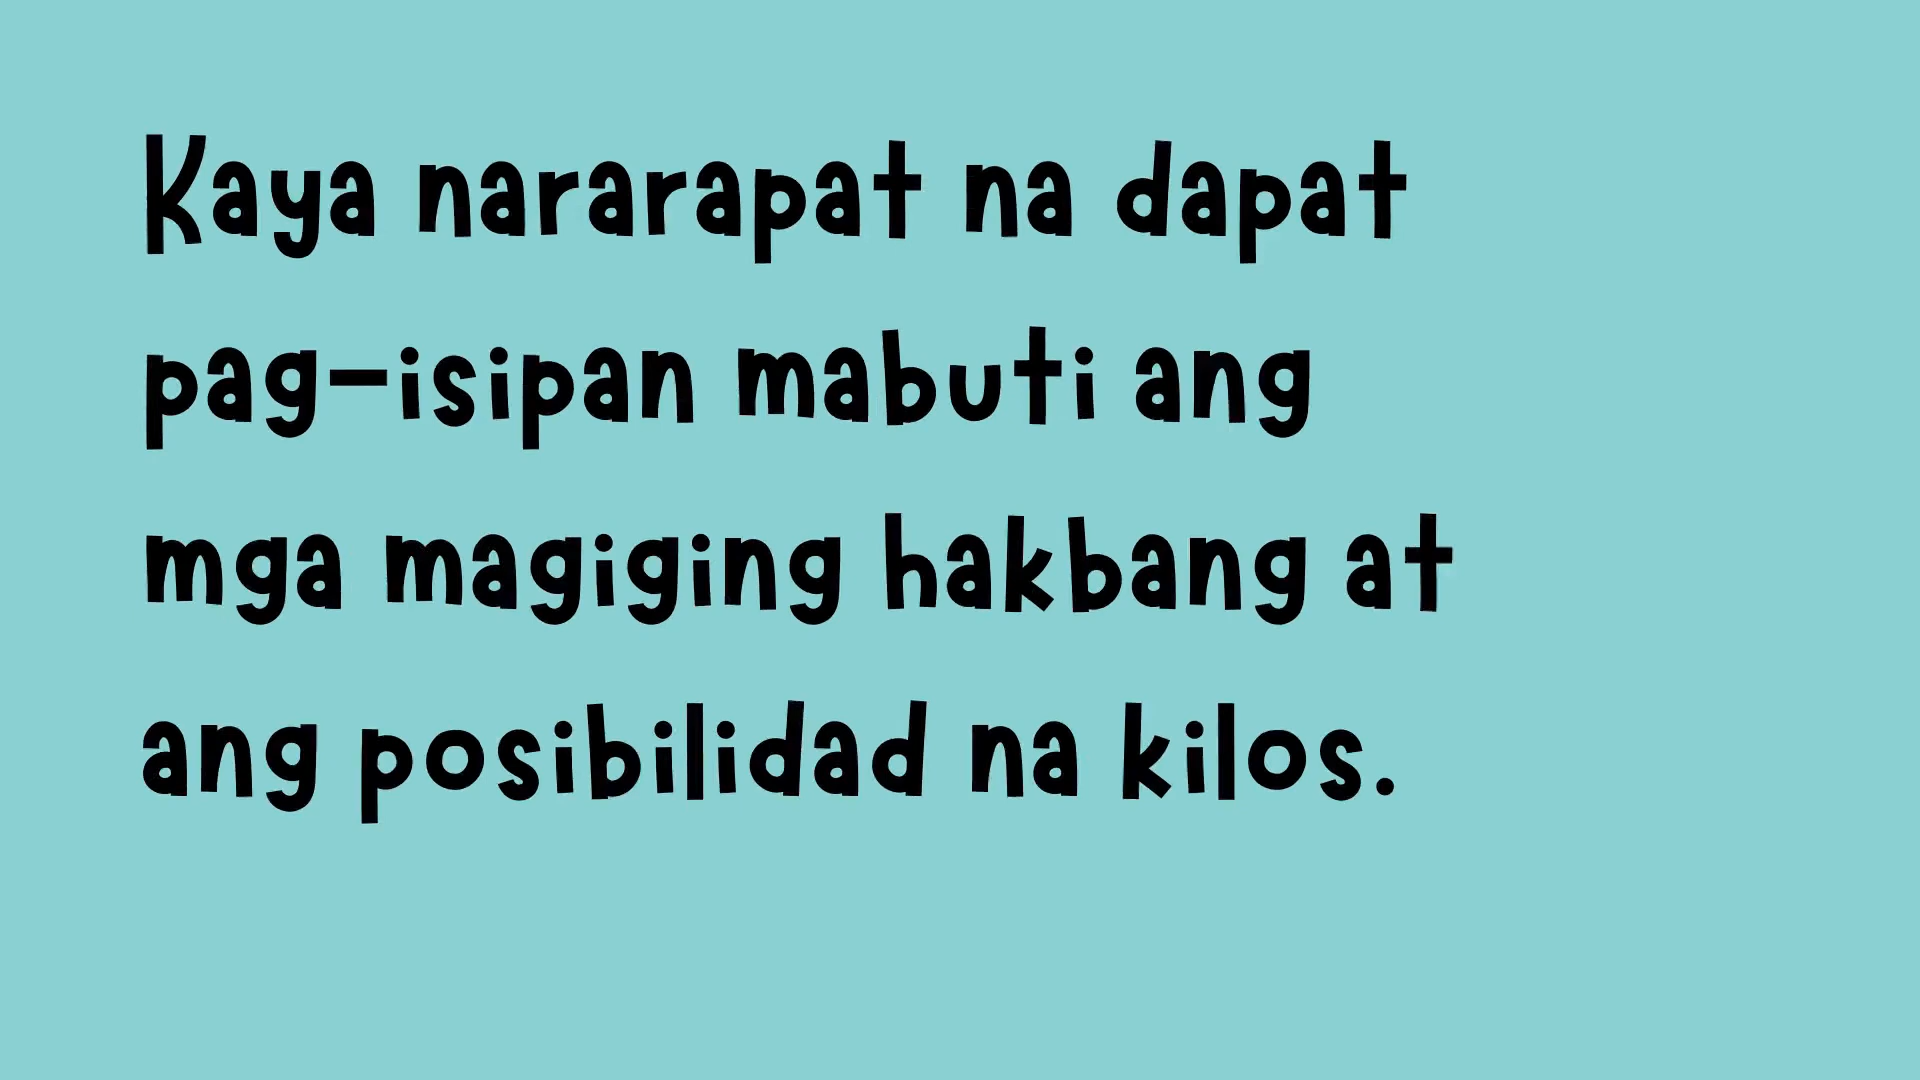 Kaya nararapat na dapat
pag-isipan mabuti ang
mga magiging hakbang at
ang posibilidad na kilos.